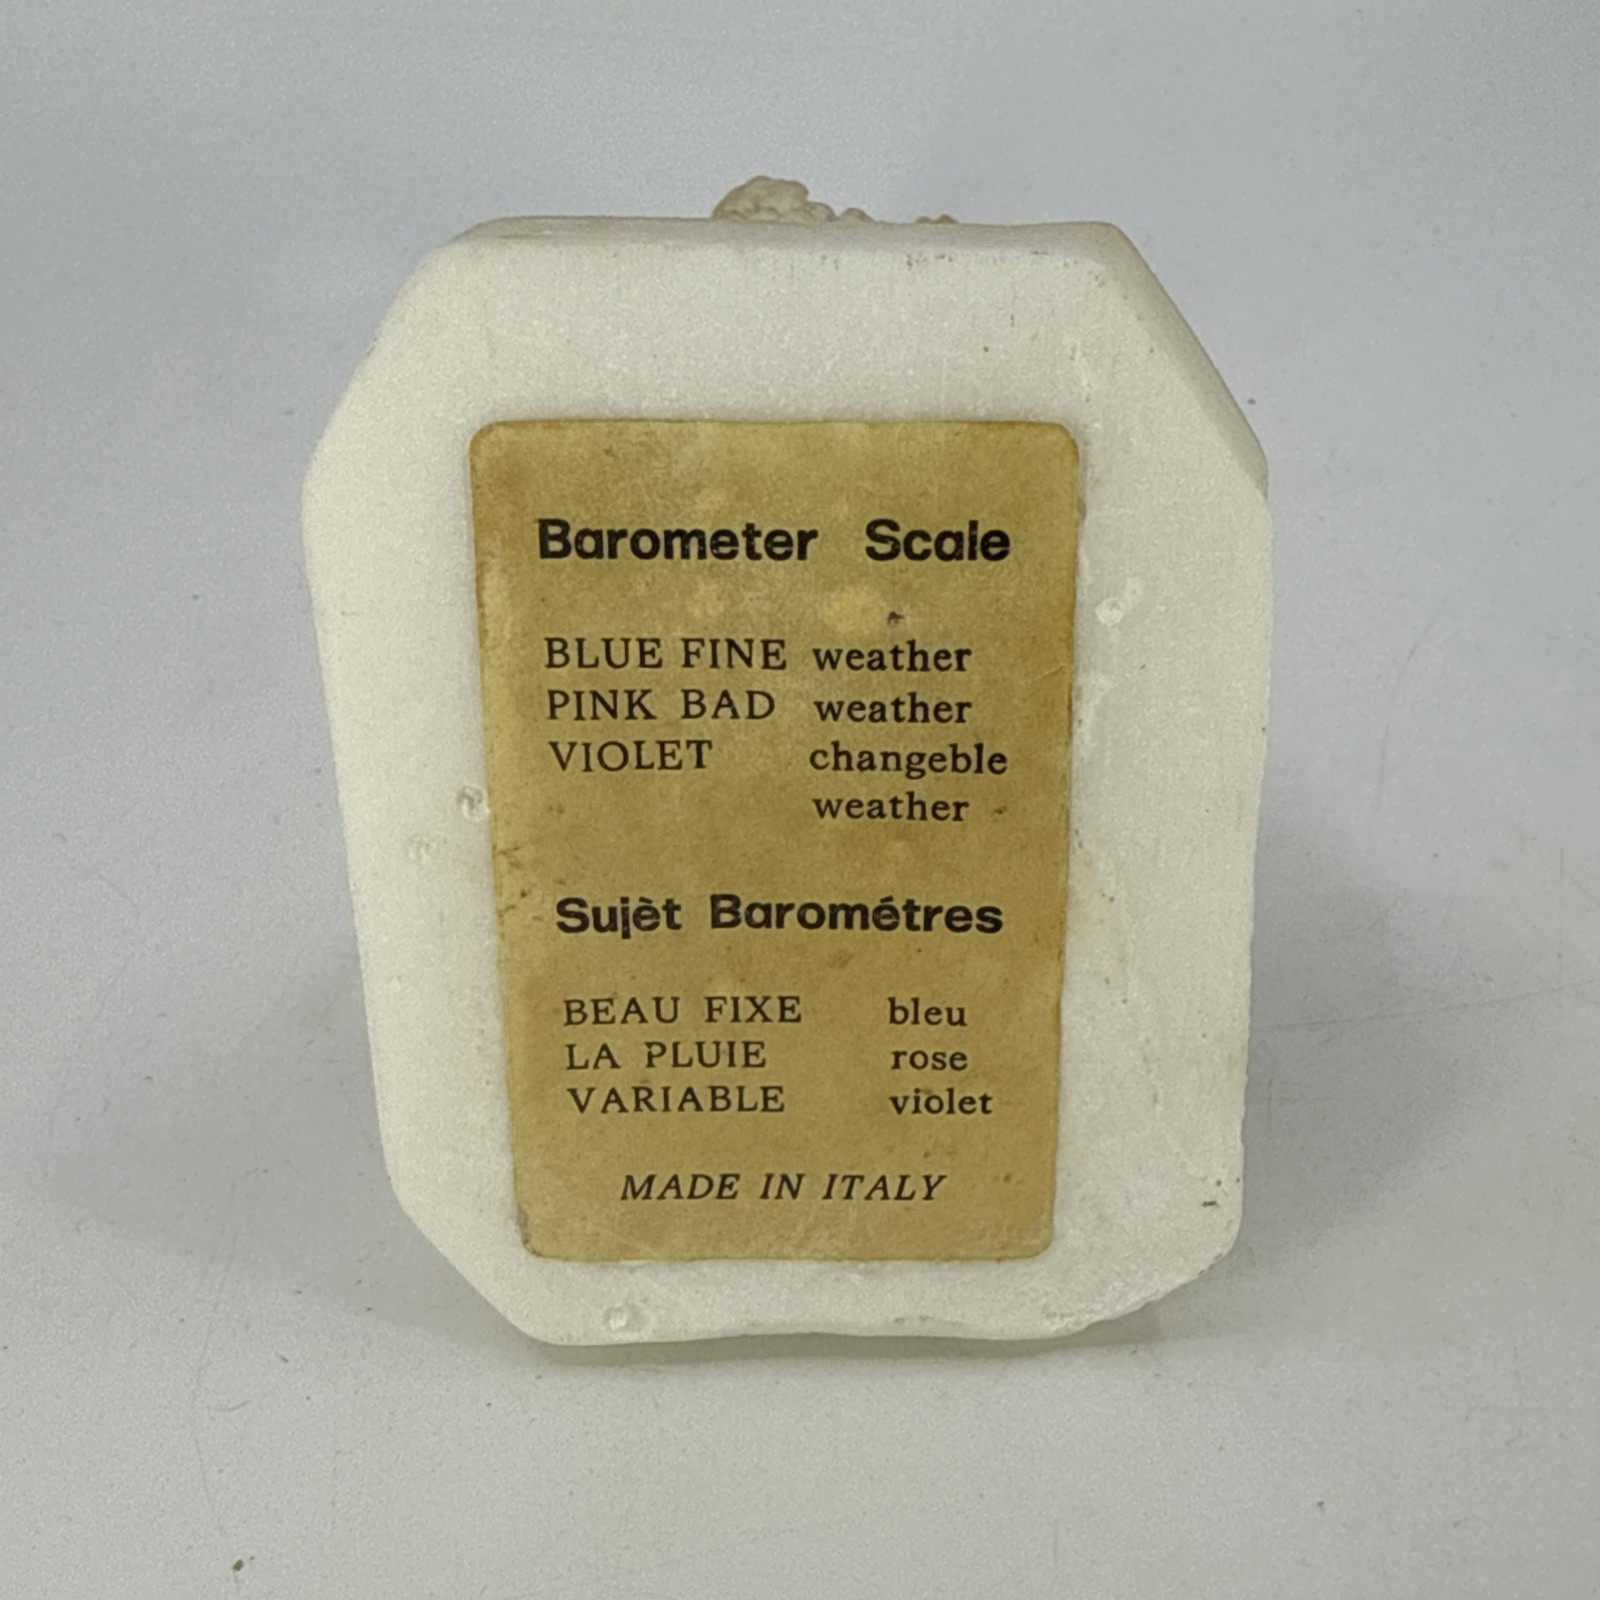 Barometer Scale
BLUE FINE weather
PINK BAD weather
VIOLET changeble
weather
Sujèt Barométres
BEAU FIXE bleu
LA PLUIE rose
VARIABLE violet
MADE IN ITALY